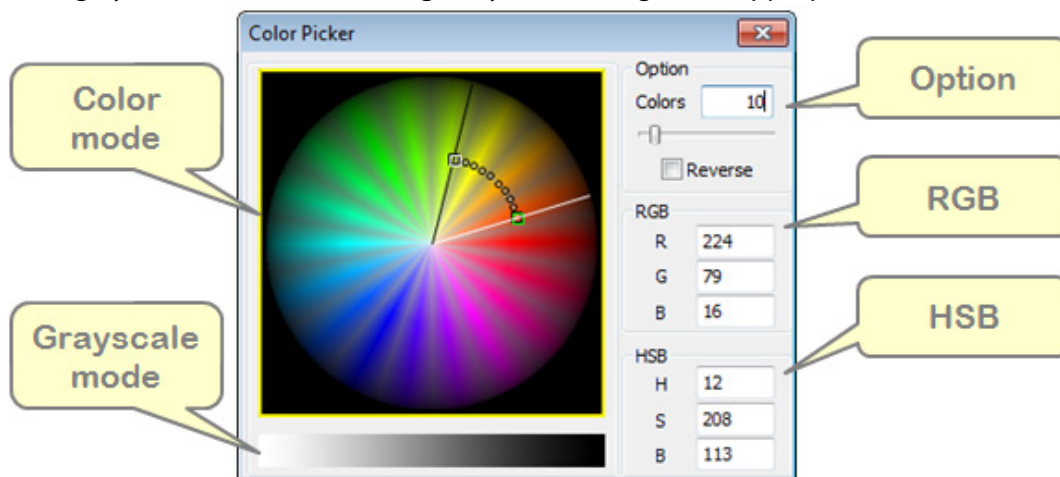 Color Picker
Color
mode
Grayscale
mode
Option
Colors 10
Reverse
RGB
R 224
G 79
B 16
HSB
H 12
S 208
B 113
Option
RGB
HSB